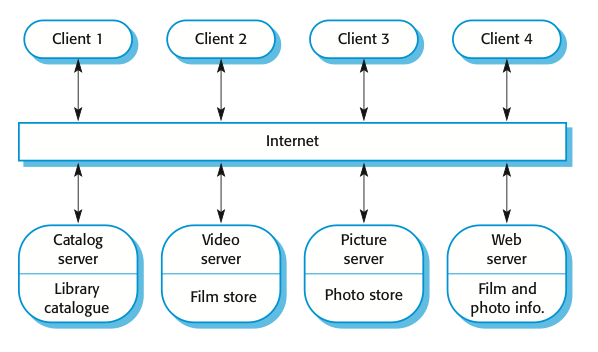 Client 1
Client 2
Client 3
Client 4
Internet
Catalog
server
Library
catalogue
Video
server
Film store
Picture
server
Photo store
Web
server
Film and
photo info.